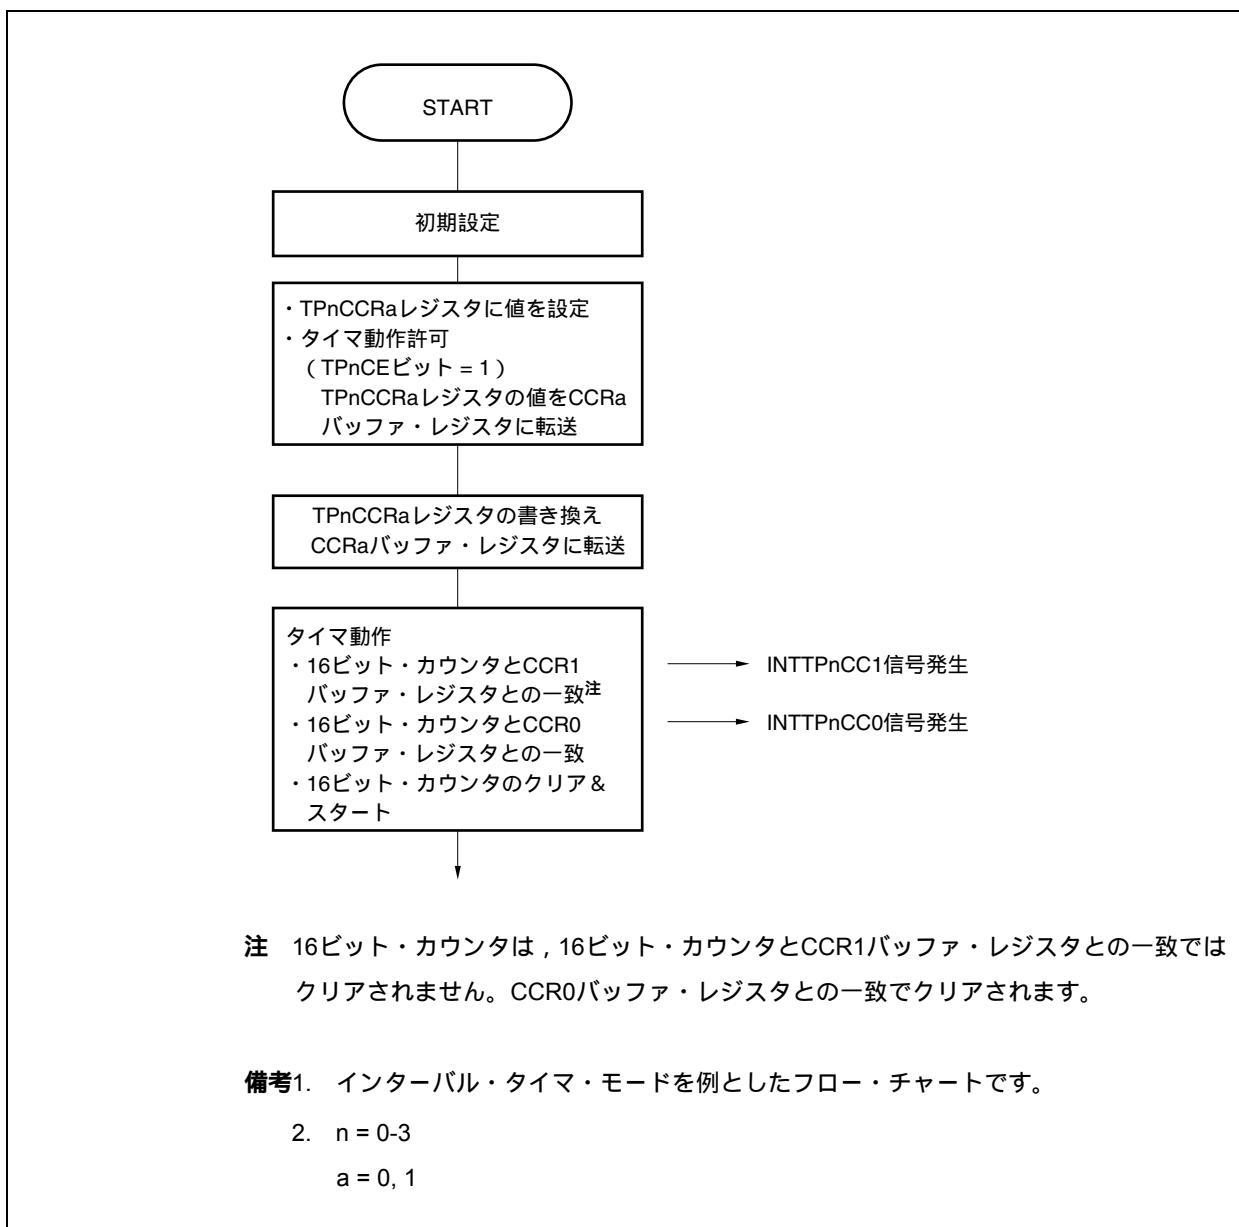 START
初期設定
・TPnCCRaレジスタに値を設定
・タイマ動作許可
（TPnCEビット = 1）
TPnCCRaレジスタの値をCCRa
バッファ・レジスタに転送
TPnCCRaレジスタの書き換え
CCRaバッファ・レジスタに転送
タイマ動作
・16ビット・カウンタとCCR1
バッファ・レジスタとの一致注
・16ビット・カウンタとCCR0
バッファ・レジスタとの一致
・16ビット・カウンタのクリア＆
スタート
INTTPnCC1信号発生
INTTPnCC0信号発生
注 16ビット・カウンタは，16ビット・カウンタとCCR1バッファ・レジスタとの一致では
クリアされません。CCR0バッファ・レジスタとの一致でクリアされます。
備考1. インターバル・タイマ・モードを例としたフロー・チャートです。
2. n = 0-3
a = 0, 1